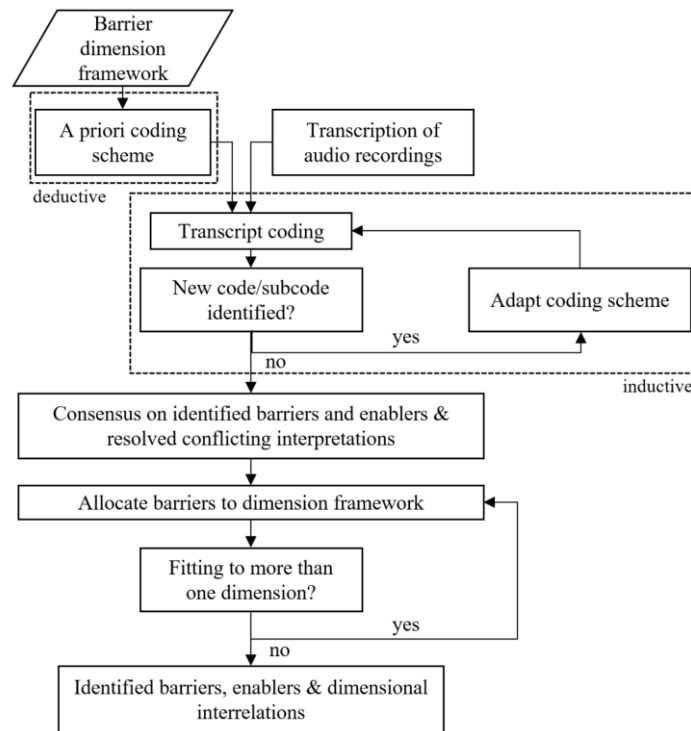 Barrier
dimension
framework
A priori coding
scheme
deductive
Transcription of
audio recordings
Transcript coding
New code/subcode
identified?
Adapt coding scheme
yes
no
inductive
Consensus on identified barriers and enablers &
resolved conflicting interpretations
Allocate barriers to dimension framework
Fitting to more than
one dimension?
yes
no
Identified barriers, enablers & dimensional
interrelations